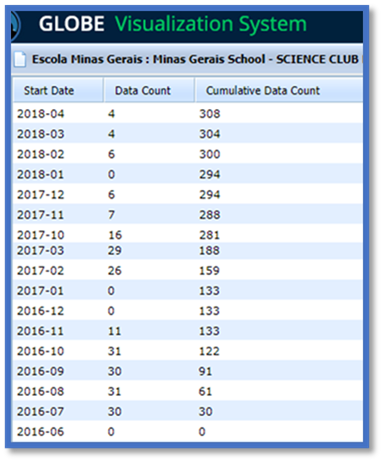 GLOBE Visualization System
Escola Minas Gerais : Minas Gerais School - SCIENCE CLUB
Start Date Data Count Cumulative Data Count
2018-04 4 308
2018-03 4 304
2018-02 6 300
2018-01 0 294
2017-12 6 294
2017-11 7 288
2017-10 16 281
2017-03 29 188
2017-02 26 159
2017-01 0 133
2016-12 0 133
2016-11 11 133
2016-10 31 122
2016-09 30 91
2016-08 31 61
2016-07 30 30
2016-06 0 0